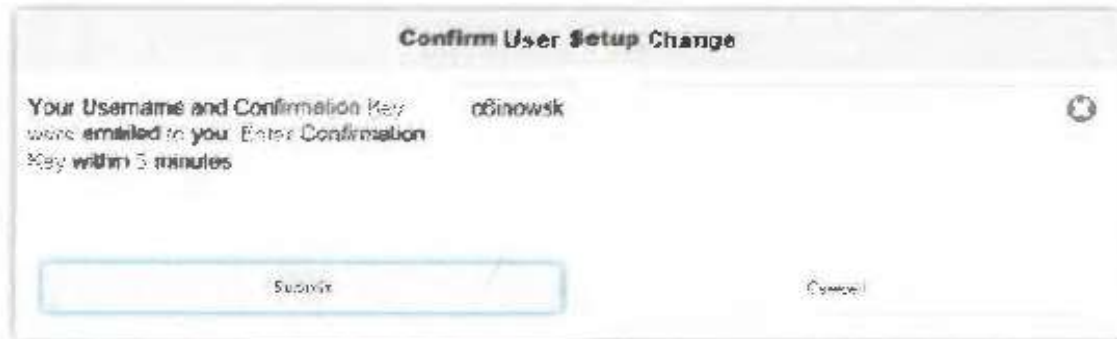 Confirm User Setup Change
Your Username and Confirmation Key
were emailed to you. Enter Confirmation
Key within 5 minutes
c6inowsk
Submit
Cancel